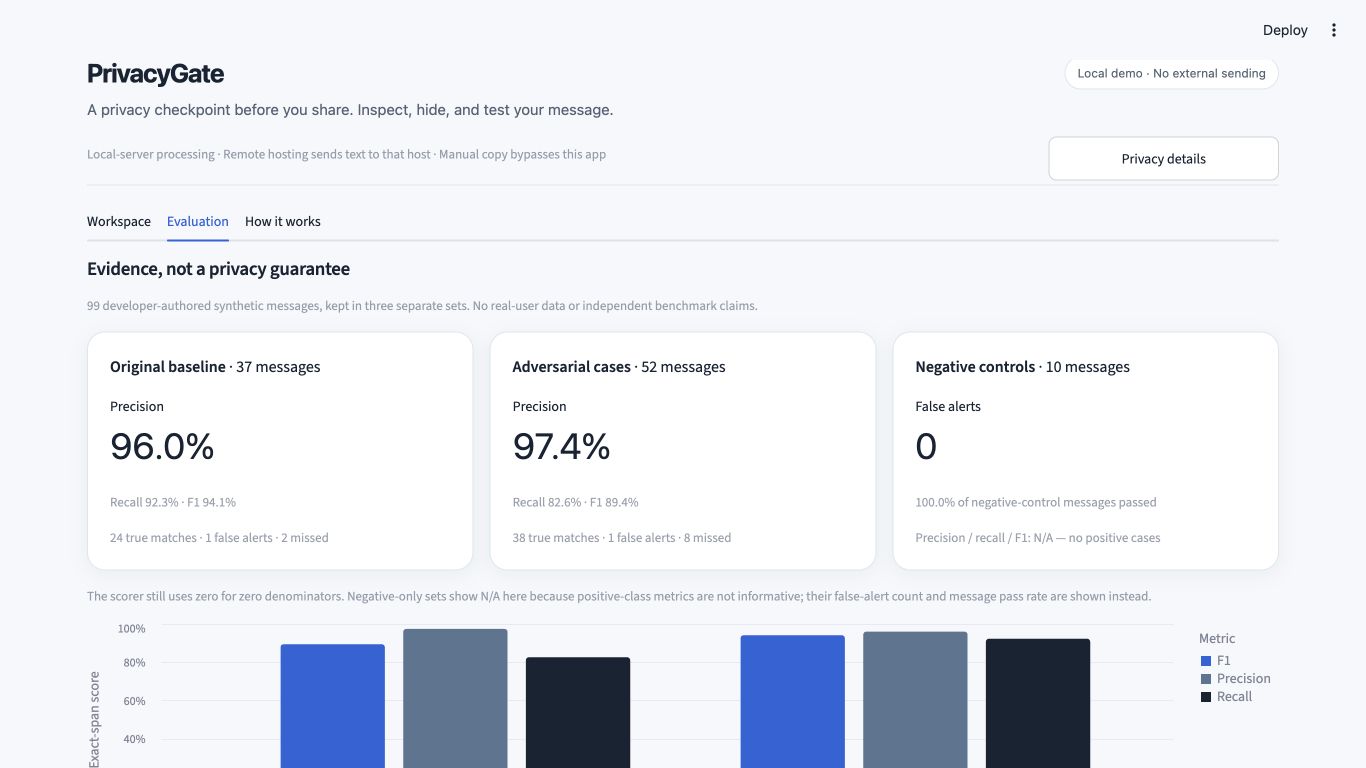 Deploy
PrivacyGate
Local demo · No external sending
A privacy checkpoint before you share. Inspect, hide, and test your message.
Local-server processing · Remote hosting sends text to that host · Manual copy bypasses this app
Privacy details
Workspace
Evaluation
How it works
Evidence, not a privacy guarantee
99 developer-authored synthetic messages, kept in three separate sets. No real-user data or independent benchmark claims.
Original baseline · 37 messages
Precision
96.0%
Recall 92.3% · F1 94.1%
24 true matches · 1 false alerts · 2 missed
Adversarial cases · 52 messages
Precision
97.4%
Recall 82.6% · F1 89.4%
38 true matches · 1 false alerts · 8 missed
Negative controls · 10 messages
False alerts
0
100.0% of negative-control messages passed
Precision / recall / F1: N/A — no positive cases
The scorer still uses zero for zero denominators. Negative-only sets show N/A here because positive-class metrics are not informative; their false-alert count and message pass rate are shown instead.
100%
80%
60%
40%
Exact-span score
Metric
F1
Precision
Recall